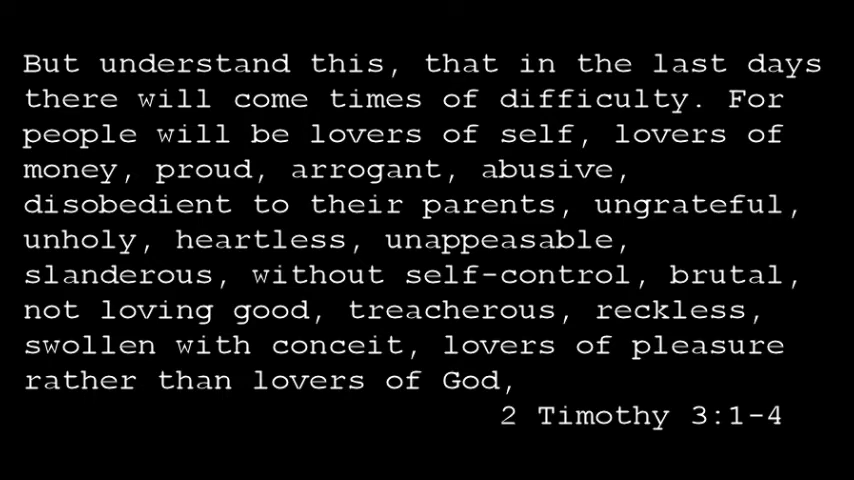 But understand this, that in the last days
there will come times of difficulty. For
people will be lovers of self, lovers of
money, proud, arrogant, abusive,
disobedient to their parents, ungrateful,
unholy, heartless, unappeasable,
slanderous, without self-control, brutal,
not loving good, treacherous, reckless,
swollen with conceit, lovers of pleasure
rather than lovers of God,
2 Timothy 3:1-4